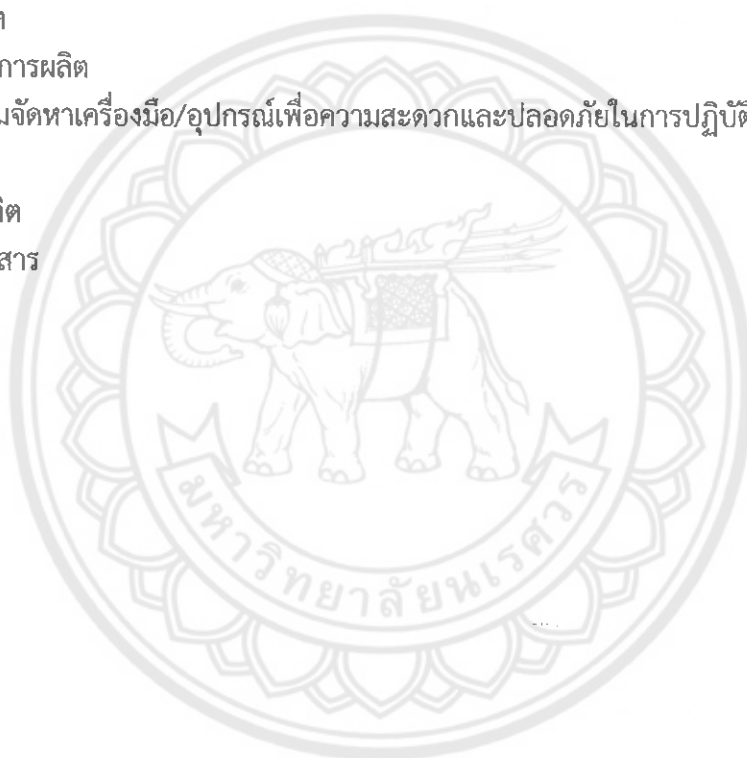 การผลิต
มจัดหาเครื่องมือ/อุปกรณ์เพื่อความสะดวกและปลอดภัยในการปฏิบัติ
ลิต
สาร
มหาวิทยาลัยนเรศวร